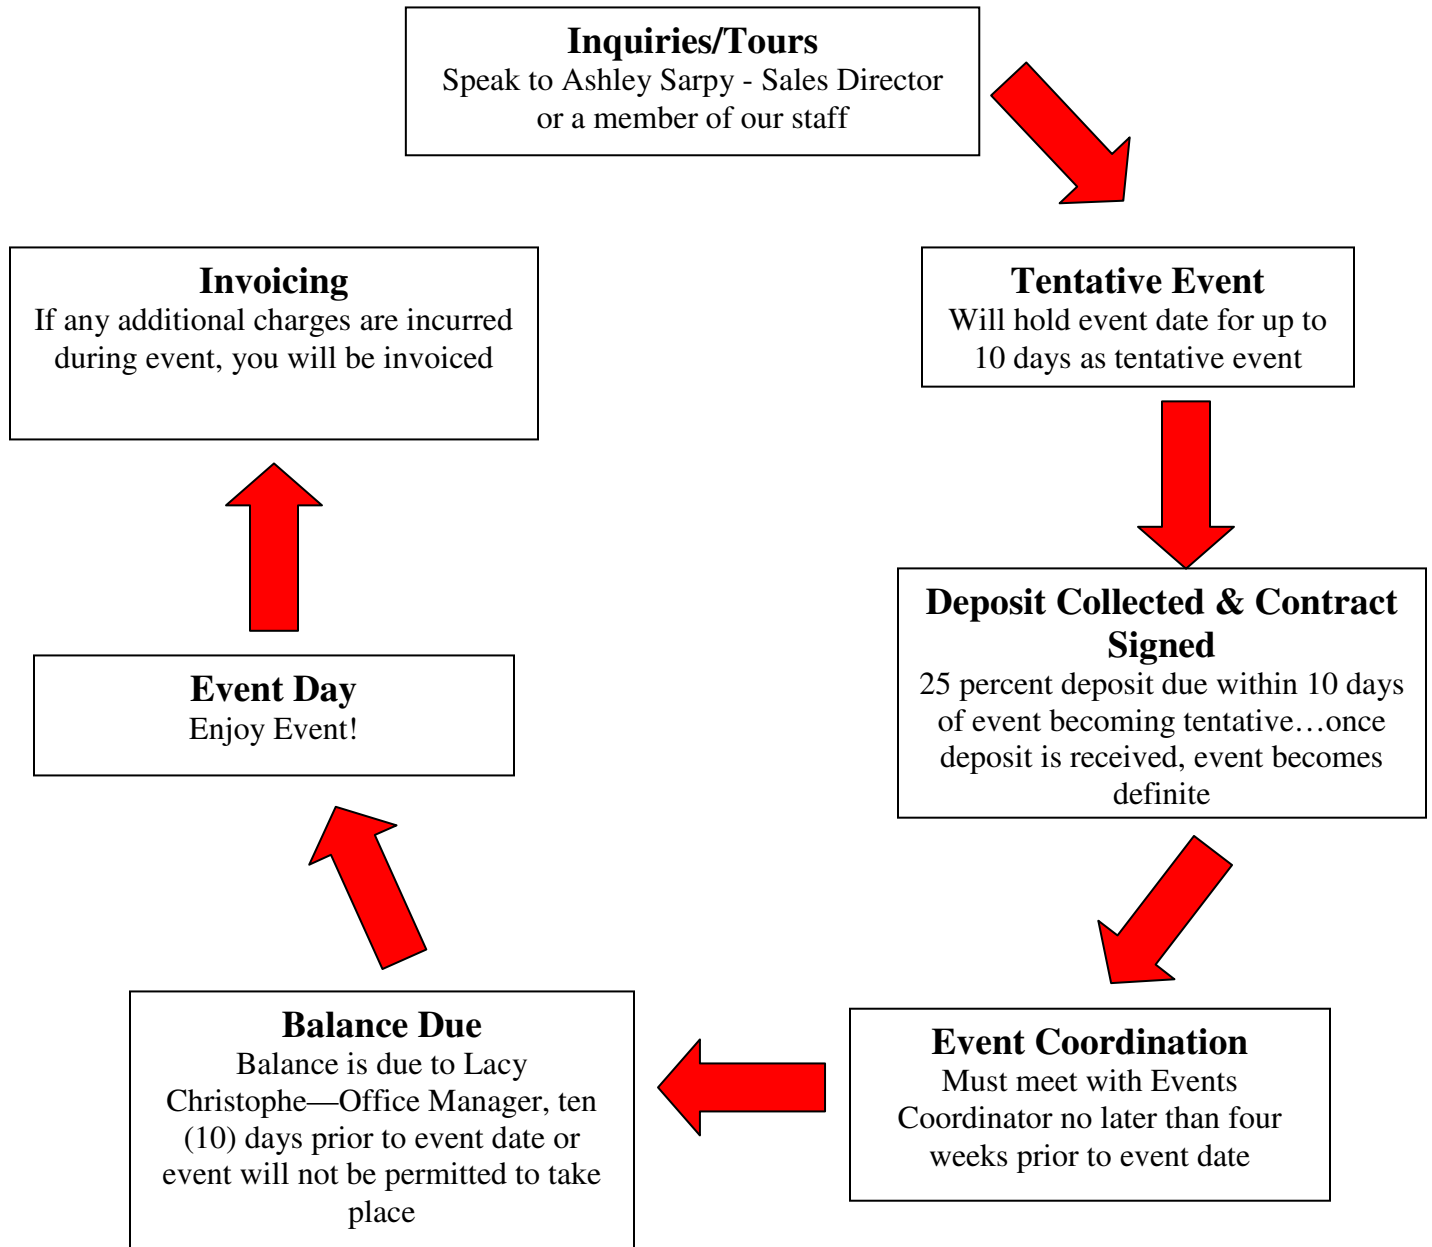 Inquiries/Tours
Speak to Ashley Sarpy - Sales Director
or a member of our staff
Tentative Event
Will hold event date for up to
10 days as tentative event
Deposit Collected & Contract
Signed
25 percent deposit due within 10 days
of event becoming tentative…once
deposit is received, event becomes
definite
Event Coordination
Must meet with Events
Coordinator no later than four
weeks prior to event date
Balance Due
Balance is due to Lacy
Christophe—Office Manager, ten
(10) days prior to event date or
event will not be permitted to take
place
Event Day
Enjoy Event!
Invoicing
If any additional charges are incurred
during event, you will be invoiced